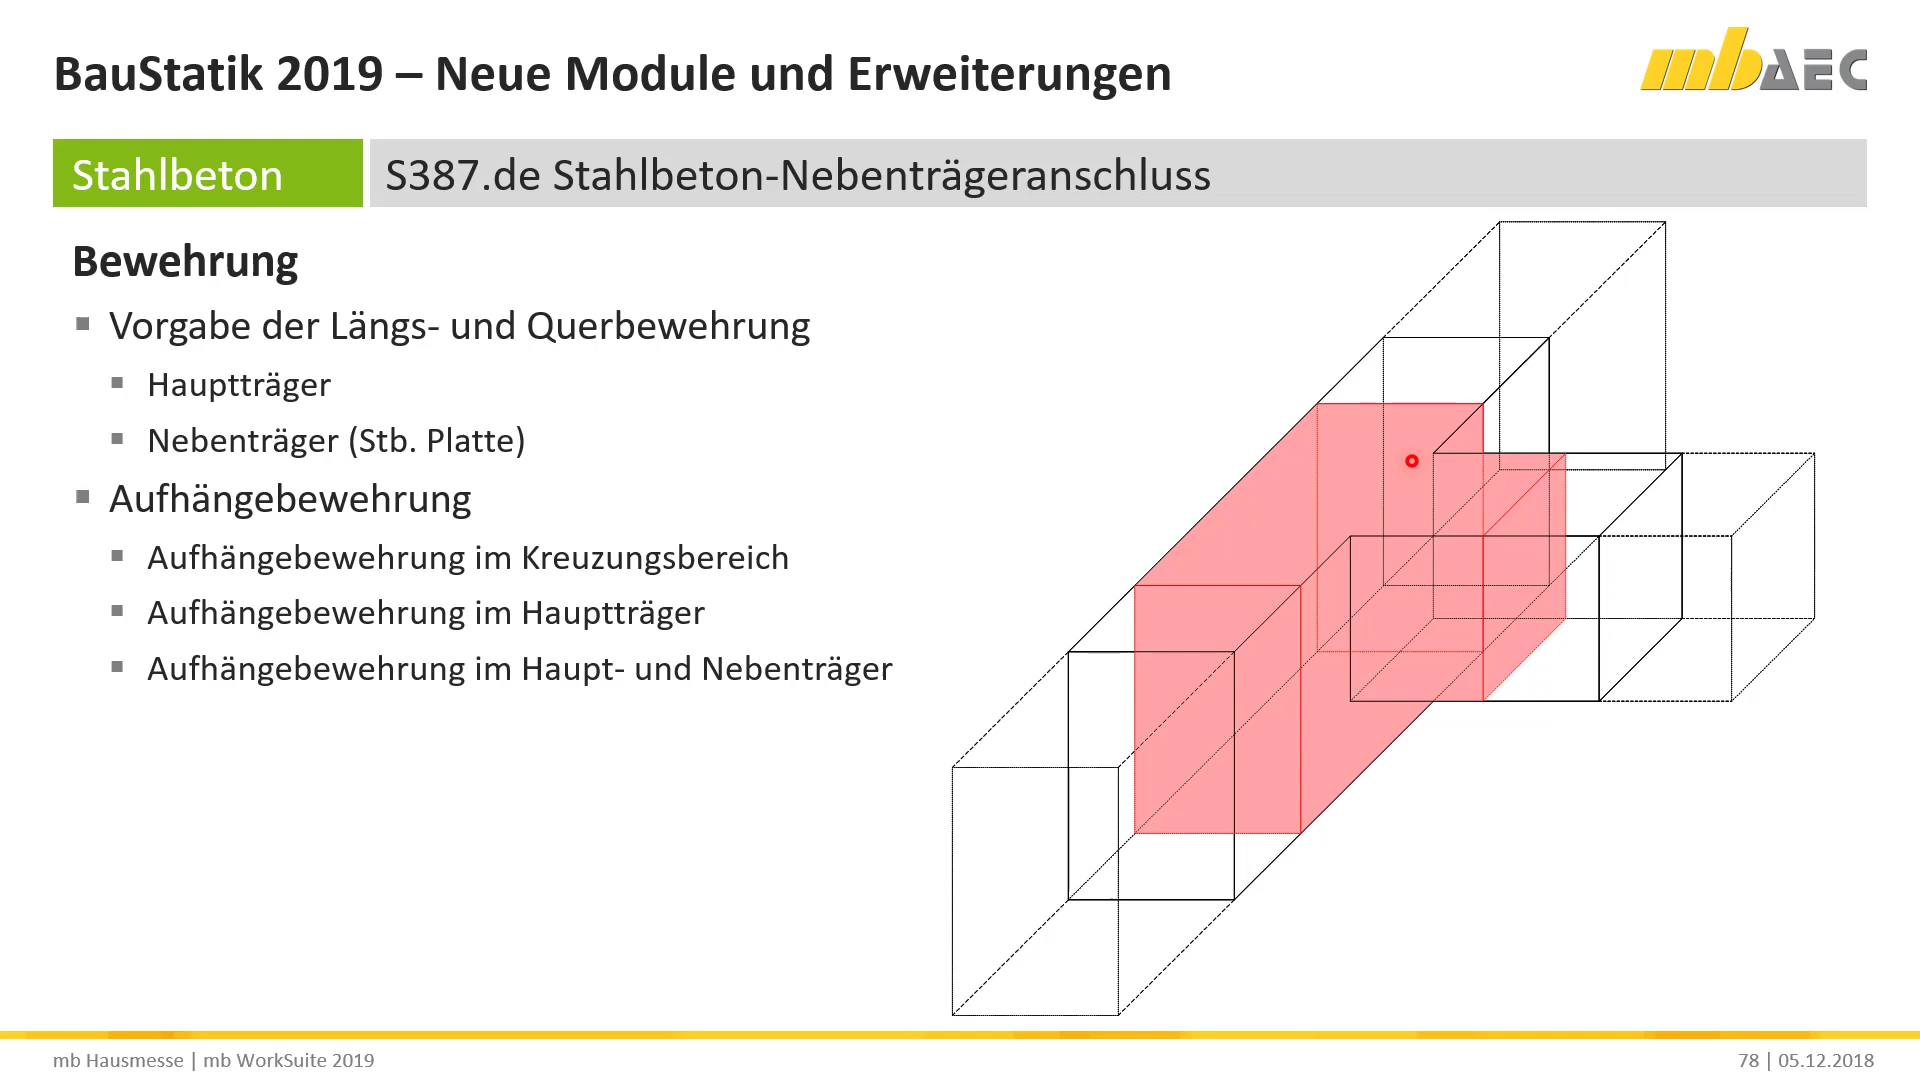 BauStatik 2019 – Neue Module und Erweiterungen
mbAEC
Stahlbeton
S387.de Stahlbeton-Nebenträgeranschluss
Bewehrung
▪ Vorgabe der Längs- und Querbewehrung
▪ Hauptträger
▪ Nebenträger (Stb. Platte)
▪ Aufhängebewehrung
▪ Aufhängebewehrung im Kreuzungsbereich
▪ Aufhängebewehrung im Hauptträger
▪ Aufhängebewehrung im Haupt- und Nebenträger
mb Hausmesse | mb WorkSuite 2019
78 | 05.12.2018